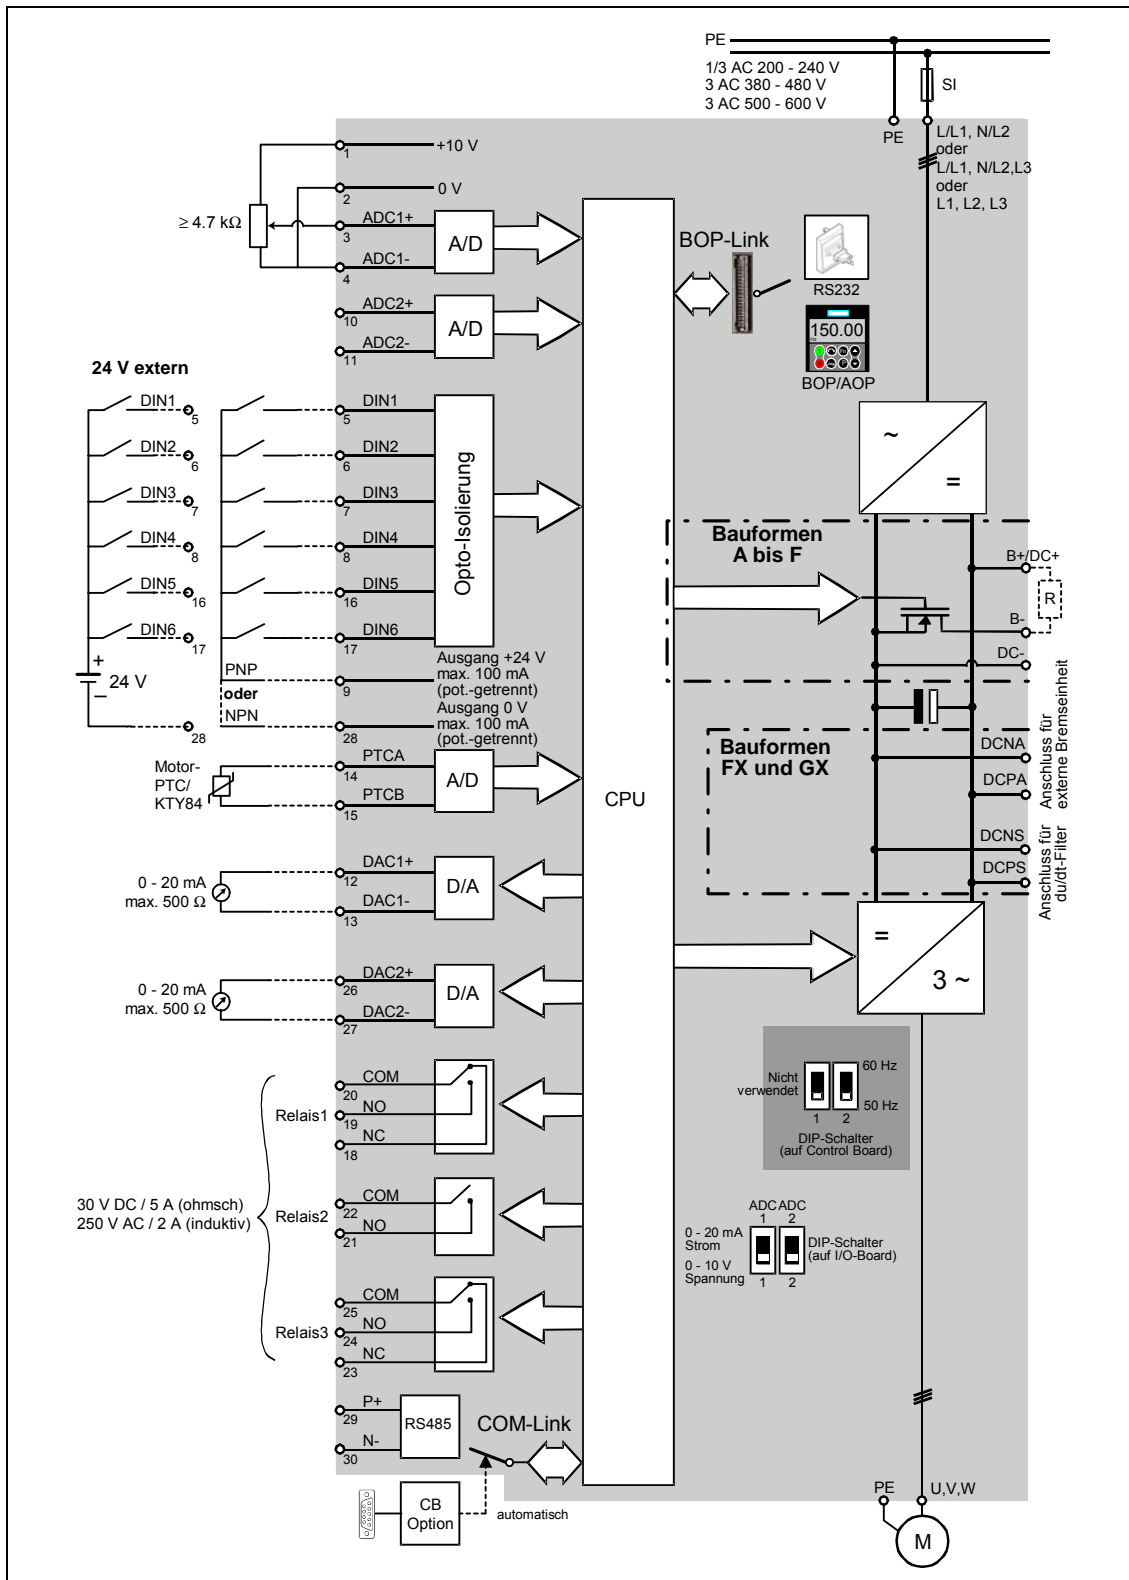 PE
1/3 AC 200 - 240 V
3 AC 380 - 480 V
3 AC 500 - 600 V
SI
PE
L/L1, N/L2
oder
L/L1, N/L2,L3
oder
L1, L2, L3
1
+10 V
2
0 V
≥ 4.7 kΩ
3
ADC1+
4
ADC1-
A/D
10
ADC2+
11
ADC2-
A/D
BOP-Link
RS232
150.00
Hz
BOP/AOP
24 V extern
DIN1
5
DIN2
6
DIN3
7
DIN4
8
DIN5
16
DIN6
17
+
24 V
–
28
DIN1
5
DIN2
6
DIN3
7
DIN4
8
DIN5
16
DIN6
17
Opto-Isolierung
PNP
oder
NPN
9
Ausgang +24 V
max. 100 mA
(pot.-getrennt)
28
Ausgang 0 V
max. 100 mA
(pot.-getrennt)
Motor-
PTC/
KTY84
PTCA
14
PTCB
15
A/D
CPU
~
=
Bauformen
A bis F
B+/DC+
R
B-
DC-
Bauformen
FX und GX
DCNA
DCPA
Anschluss für
externe Bremseinheit
DCNS
DCPS
Anschluss für
du/dt-Filter
=
3 ~
0 - 20 mA
max. 500 Ω
DAC1+
12
DAC1-
13
D/A
0 - 20 mA
max. 500 Ω
DAC2+
26
DAC2-
27
D/A
30 V DC / 5 A (ohmsch)
250 V AC / 2 A (induktiv)
Relais1
COM
20
NO
19
NC
18
Relais2
COM
22
NO
21
Relais3
COM
25
NO
24
NC
23
Nicht
verwendet
60 Hz
50 Hz
1 2
DIP-Schalter
(auf Control Board)
ADC ADC
1 2
0 - 20 mA
Strom
0 - 10 V
Spannung
1 2
DIP-Schalter
(auf I/O-Board)
P+
29
N-
30
RS485
COM-Link
CB
Option
automatisch
PE
U,V,W
M